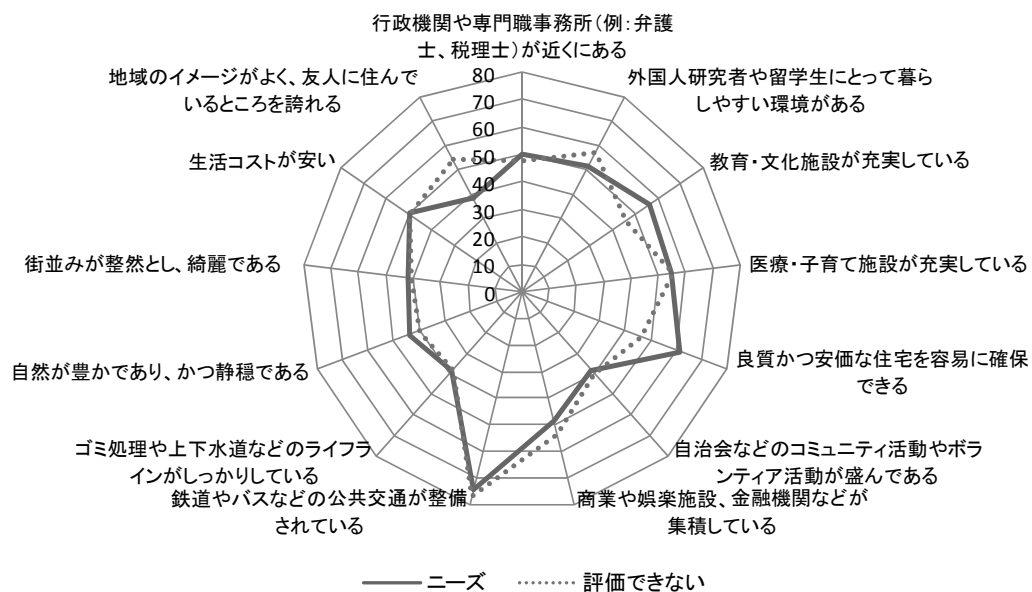 行政機関や専門職事務所(例:弁護
士、税理士)が近くにある
外国人研究者や留学生にとって暮ら
しやすい環境がある
教育・文化施設が充実している
医療・子育て施設が充実している
良質かつ安価な住宅を容易に確保
できる
自治会などのコミュニティ活動やボラ
ンティア活動が盛んである
商業や娯楽施設、金融機関などが
集積している
鉄道やバスなどの公共交通が整備
されている
ゴミ処理や上下水道などのライフラ
インがしっかりしている
自然が豊かであり、かつ静穏である
街並みが整然とし、綺麗である
生活コストが安い
地域のイメージがよく、友人に住んで
いるところを誇れる
80
70
60
50
40
30
20
10
0
ニーズ
評価できない